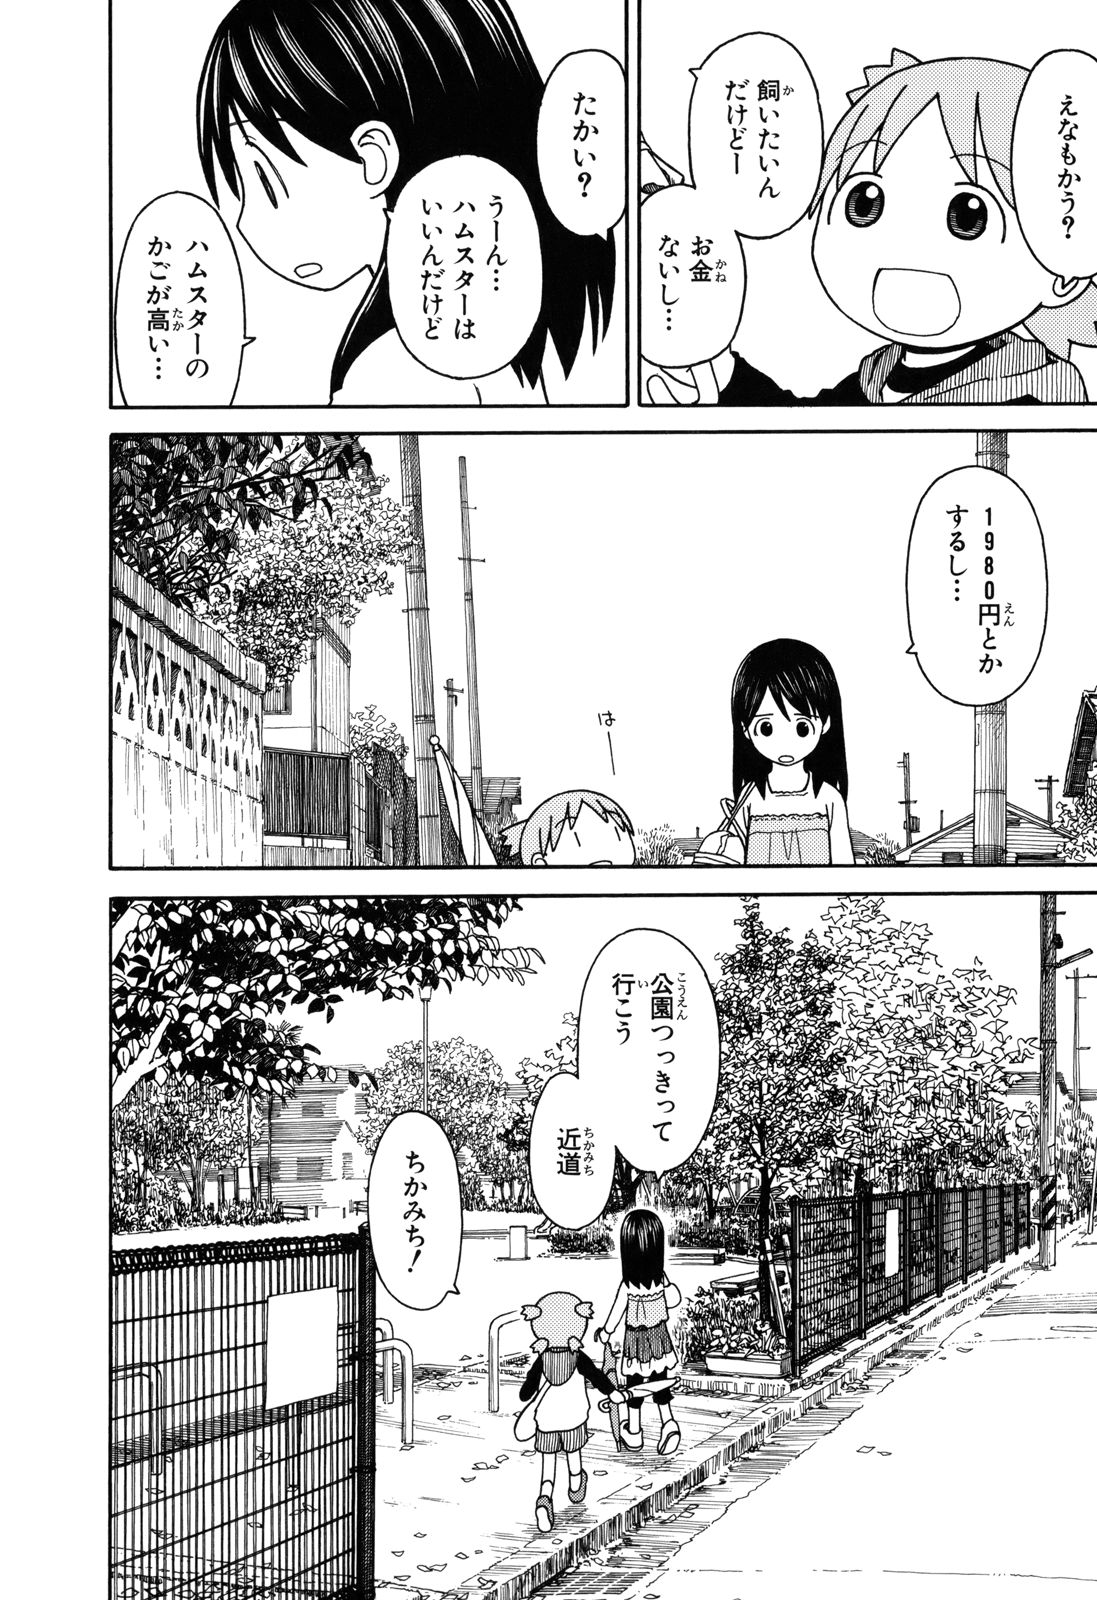 えなもかう?
飼いたいん
だけどー
お金
ないし…
たかい?
うーん…
ハムスターは
いいんだけど
ハムスターの
かごが高い…
1980円とか
するし…
はー
公園つっきって
行こう
近道
ちかみち!